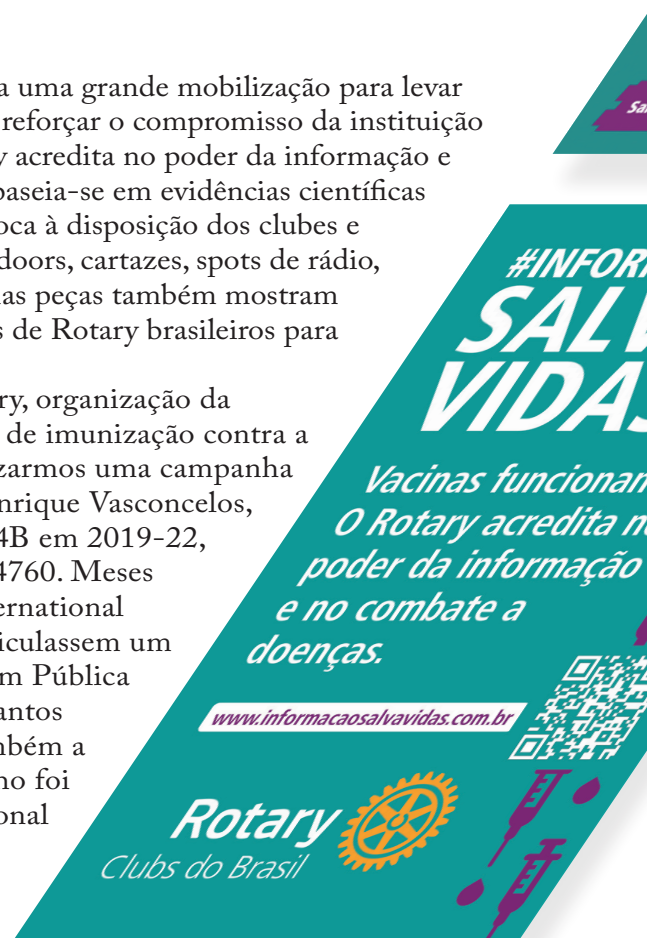 a uma grande mobilização para levar
reforçar o compromisso da instituição
y acredita no poder da informação e
baseia-se em evidências científicas
oca à disposição dos clubes e
doors, cartazes, spots de rádio,
as peças também mostram
s de Rotary brasileiros para
ry, organização da
de imunização contra a
zarmos uma campanha
nrique Vasconcelos,
4B em 2019-22,
4760. Meses
ernational
iculassem um
m Pública
antos
mbém a
no foi
onal
#INFOR
SALV
VIDAS
Vacinas funcionam
O Rotary acredita n
poder da informação
e no combate a
doenças.
www.informacaosalvavidas.com.br
Rotary
Clubs do Brasil